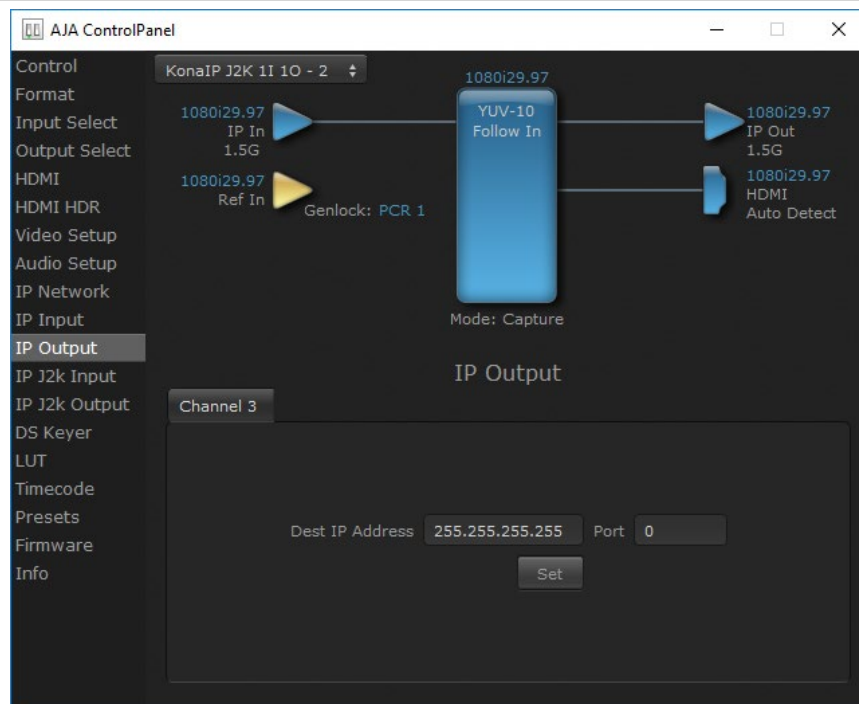 AJA ControlPanel
Control
Format
Input Select
Output Select
HDMI
HDMI HDR
Video Setup
Audio Setup
IP Network
IP Input
IP Output
IP J2k Input
IP J2k Output
DS Keyer
LUT
Timecode
Presets
Firmware
Info
KonaIP J2K 1I 1O - 2
1080i29.97
1080i29.97
IP In
1.5G
YUV-10
Follow In
1080i29.97
IP Out
1.5G
1080i29.97
Ref In
Genlock: PCR 1
1080i29.97
HDMI
Auto Detect
Mode: Capture
IP Output
Channel 3
Dest IP Address 255.255.255.255 Port 0
Set